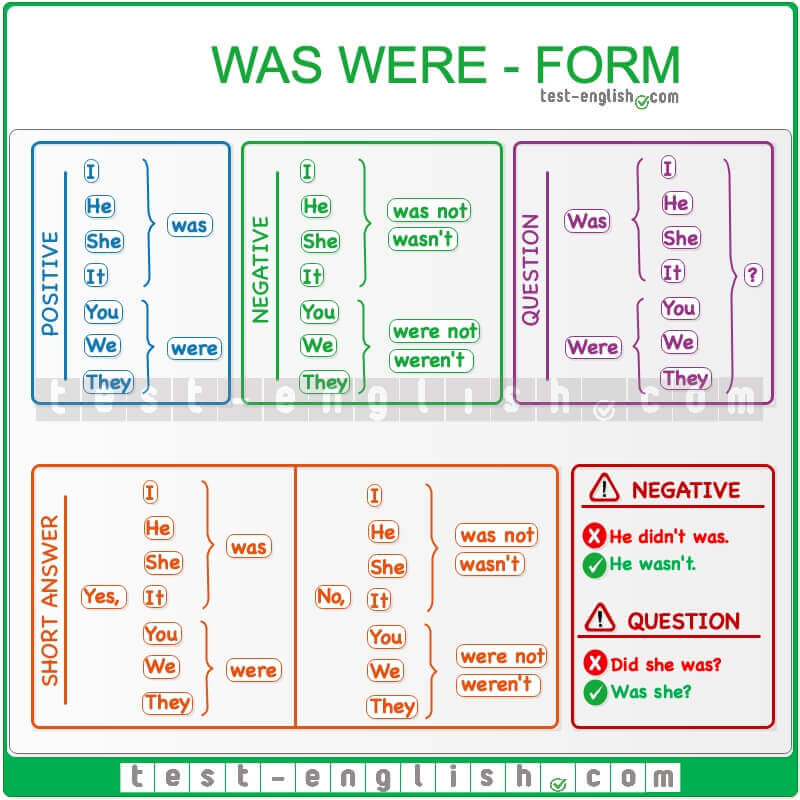 WAS WERE - FORM
test-english.com
POSITIVE
I
He
She
It
was
You
We
They
were
NEGATIVE
I
He
She
It
was not
wasn't
You
We
They
were not
weren't
QUESTION
Was
I
He
She
It
Were
You
We
They
?
test-english.com
SHORT ANSWER
Yes,
I
He
She
It
was
You
We
They
were
No,
I
He
She
It
was not
wasn't
You
We
They
were not
weren't
NEGATIVE
He didn't was.
He wasn't.
QUESTION
Did she was?
Was she?
test-english.com